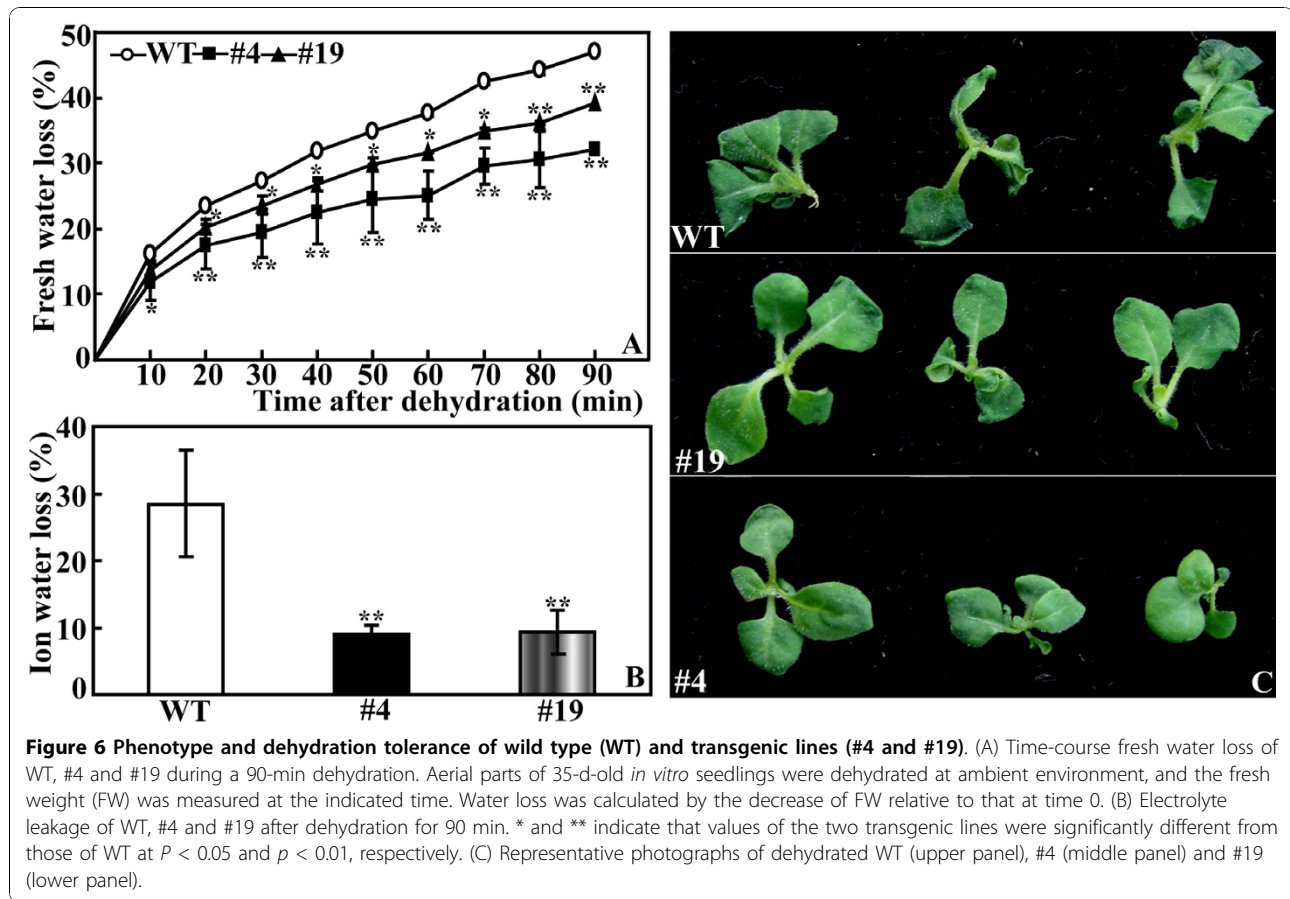 50
WT #4 #19
40
30
20
10
0
Fresh water loss (%)
* ** * ** * ** * ** * ** * ** * ** ** ** ** **
A
10 20 30 40 50 60 70 80 90
Time after dehydration (min)
40
30
20
10
0
Ion water loss (%)
** **
B
WT #4 #19
WT
#19
#4
C
Figure 6 Phenotype and dehydration tolerance of wild type (WT) and transgenic lines (#4 and #19). (A) Time-course fresh water loss of
WT, #4 and #19 during a 90-min dehydration. Aerial parts of 35-d-old in vitro seedlings were dehydrated at ambient environment, and the fresh
weight (FW) was measured at the indicated time. Water loss was calculated by the decrease of FW relative to that at time 0. (B) Electrolyte
leakage of WT, #4 and #19 after dehydration for 90 min. * and ** indicate that values of the two transgenic lines were significantly different from
those of WT at P < 0.05 and p < 0.01, respectively. (C) Representative photographs of dehydrated WT (upper panel), #4 (middle panel) and #19
(lower panel).